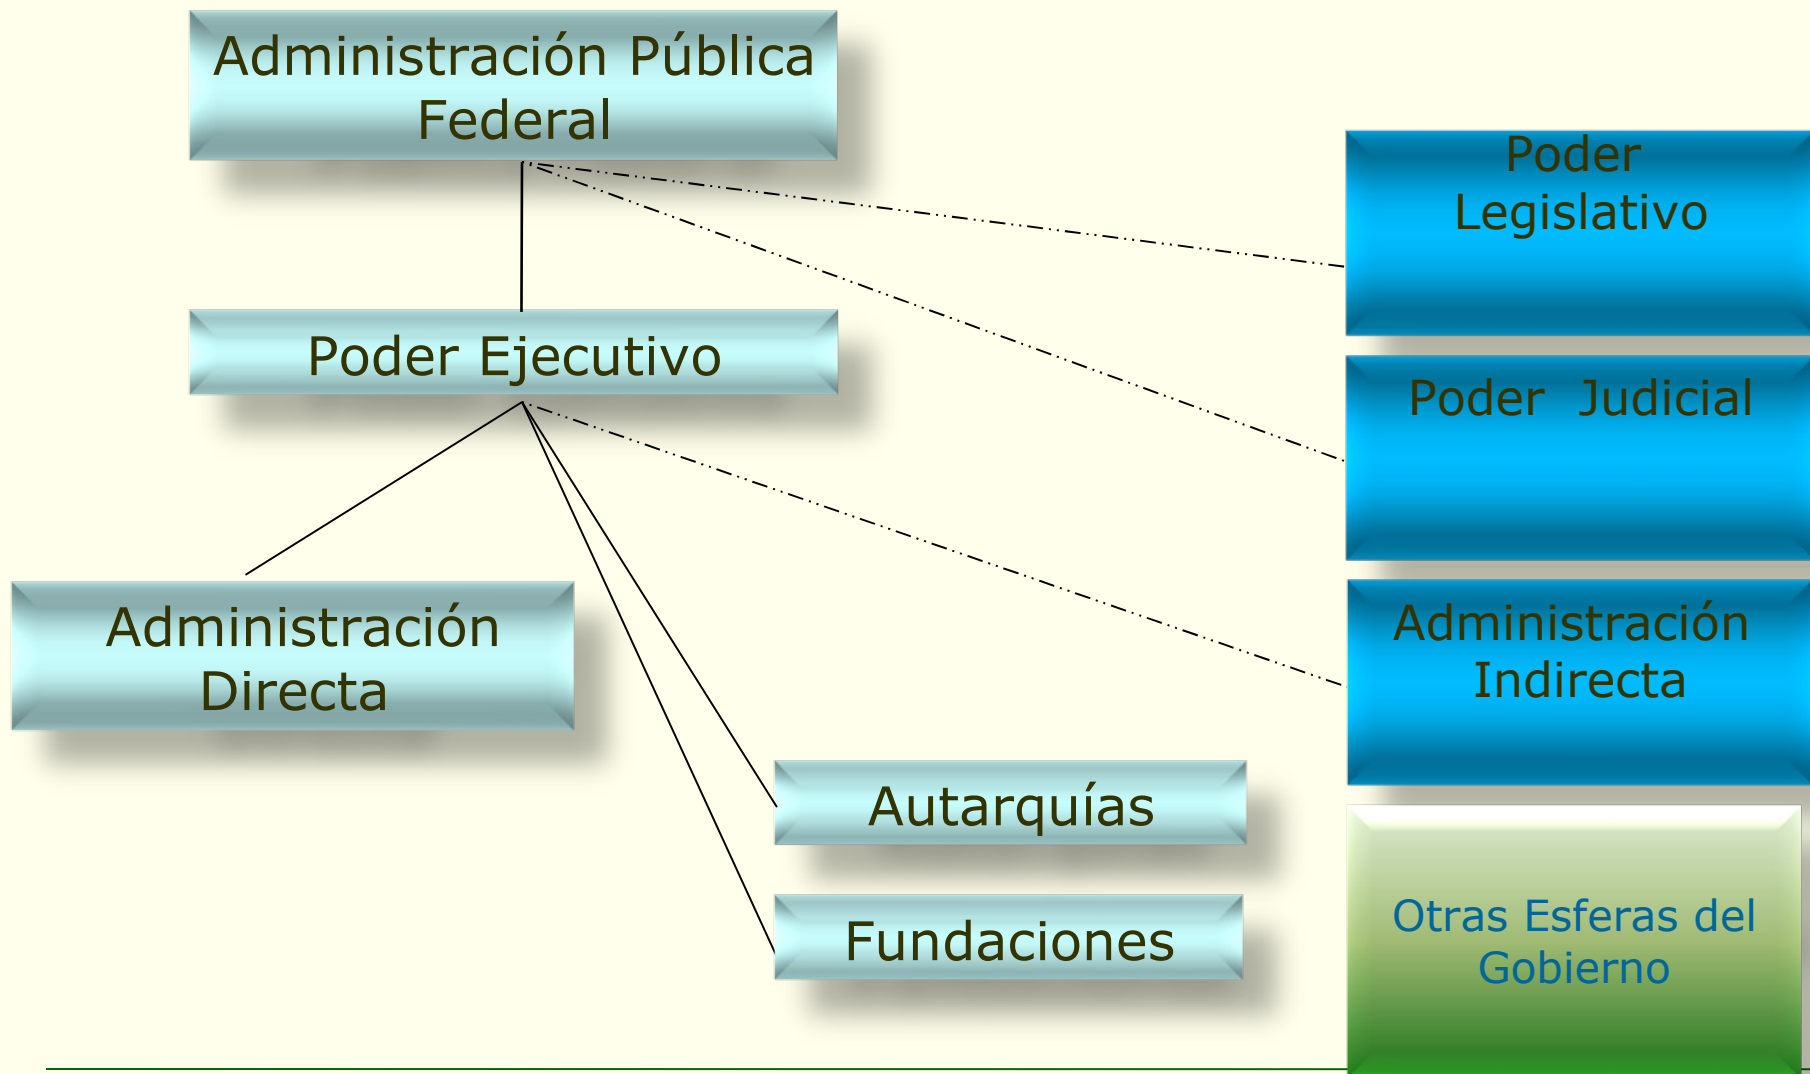 Administración Pública
Federal
Poder
Legislativo
Poder Ejecutivo
Poder Judicial
Administración
Directa
Administración
Indirecta
Autarquías
Fundaciones
Otras Esferas del
Gobierno